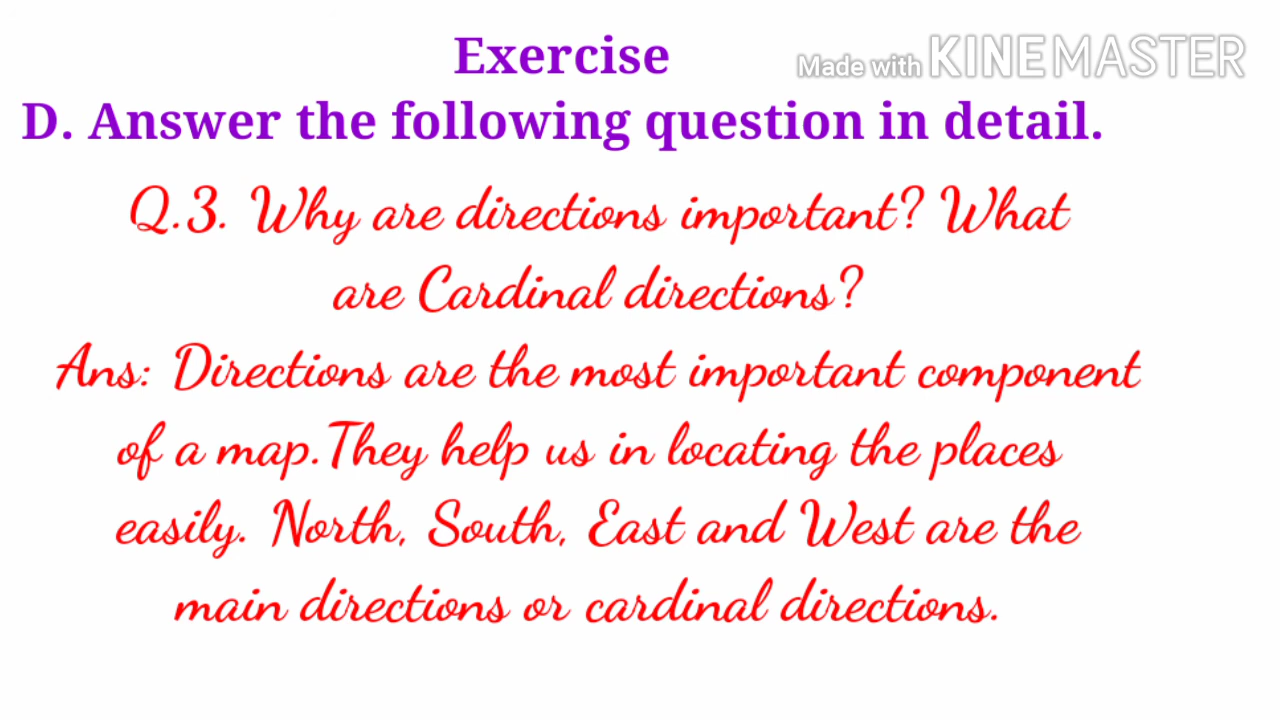 Exercise
Made with KINEMASTER
D. Answer the following question in detail.
Q.3. Why are directions important? What
are Cardinal directions?
Ans: Directions are the most important component
of a map.They help us in locating the places
easily. North, South, East and West are the
main directions or cardinal directions.